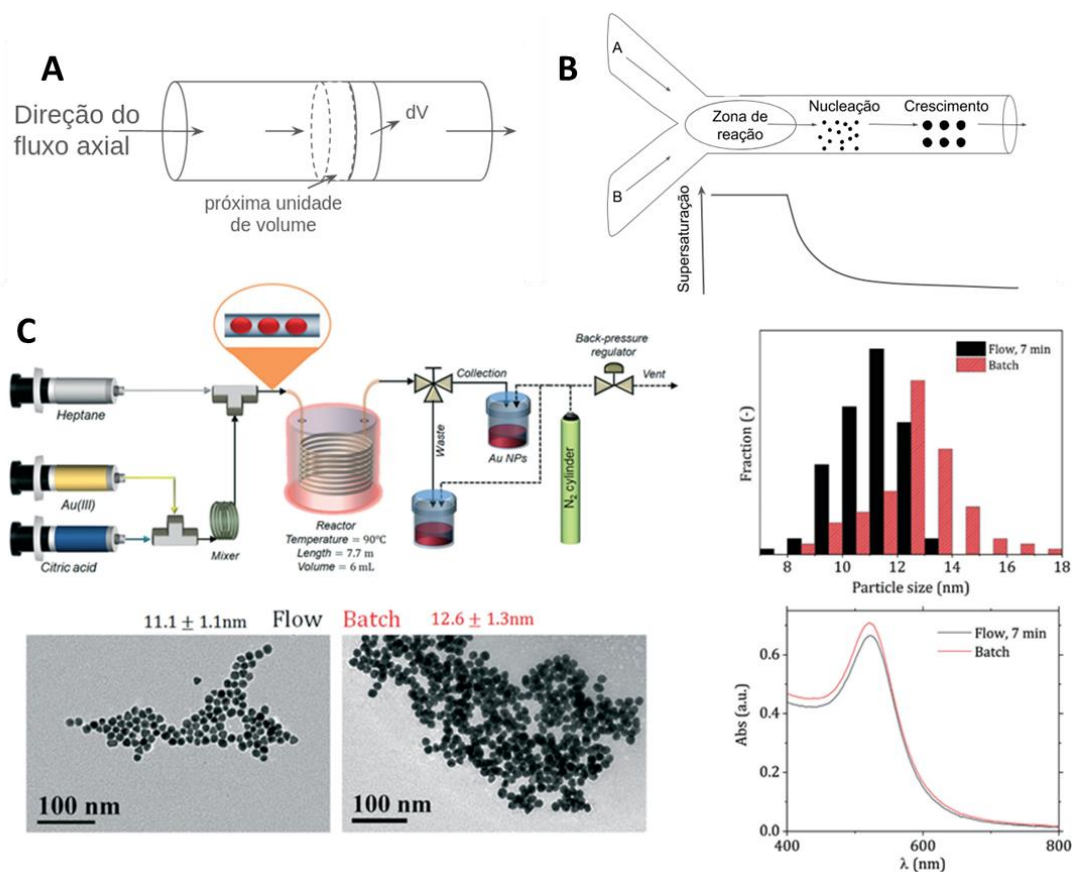 A
Direção do
fluxo axial
dV
próxima unidade
de volume
B
A
B
Zona de
reação
Nucleação
Crescimento
Supersaturação
C
Heptane
Au(III)
Citric acid
Mixer
Reactor
Temperature = 90℃
Length = 7.7 m
Volume = 6 mL
Collection
Waste
Au NPs
N₂ cylinder
Back-pressure
regulator
Vent
Flow, 7 min
Batch
Fraction (-)
8 10 12 14 16 18
Particle size (nm)
11.1 ± 1.1nm Flow Batch 12.6 ± 1.3nm
100 nm
100 nm
Flow, 7 min
Batch
Abs (a.u.)
0.6
0.4
0.2
0.0
400 600 800
λ (nm)